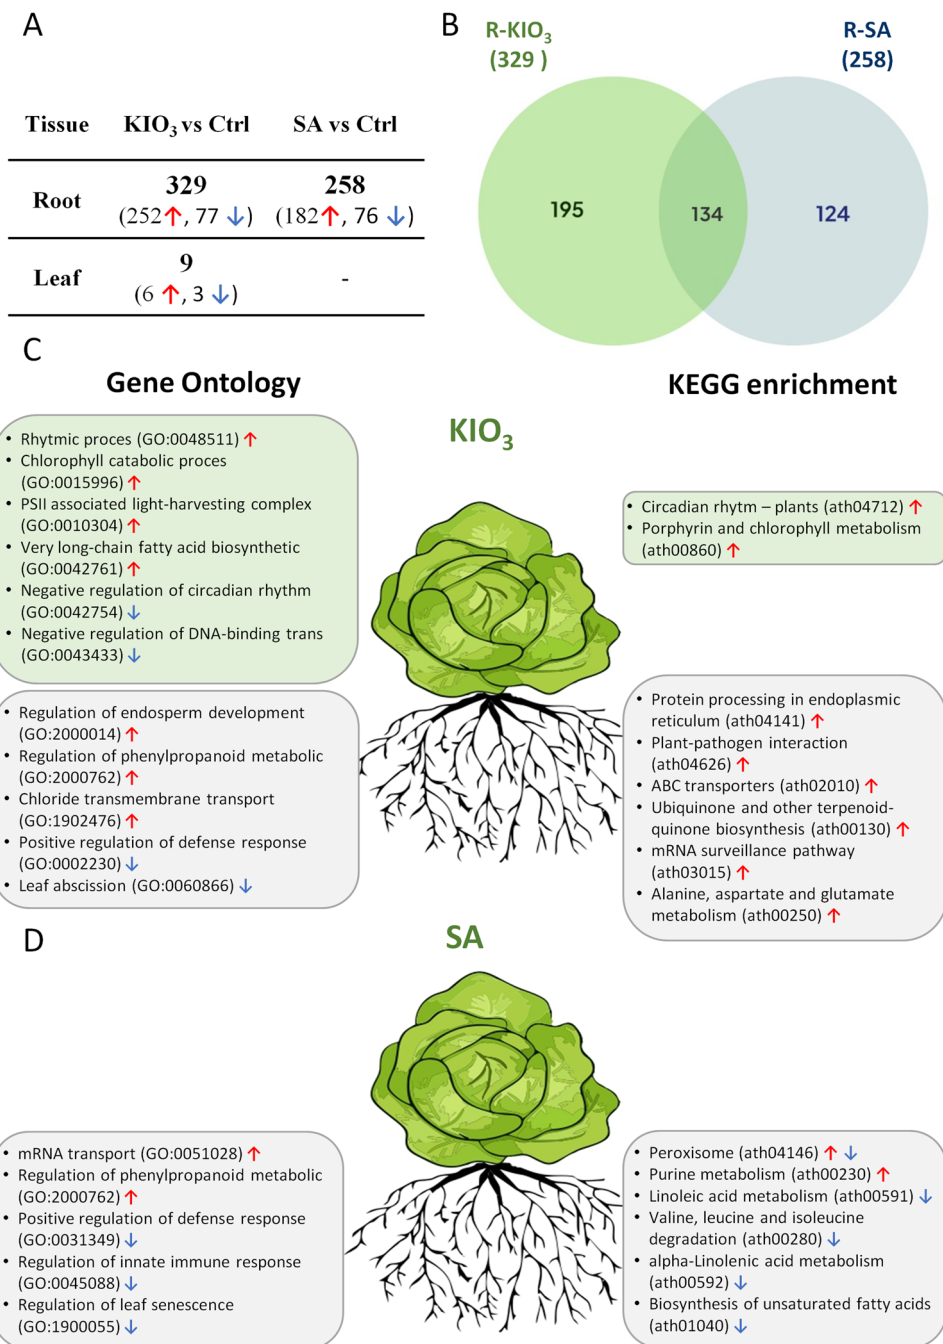 A
Tissue KIO₃ vs Ctrl SA vs Ctrl
Root
329
(252↑, 77 ↓)
258
(182↑, 76 ↓)
Leaf
9
(6 ↑, 3 ↓)
-
B
R-KIO₃
(329 )
R-SA
(258)
195
134
124
C
Gene Ontology
KEGG enrichment
KIO₃
• Rhytmic proces (GO:0048511) ↑
• Chlorophyll catabolic proces
(GO:0015996) ↑
• PSII associated light-harvesting complex
(GO:0010304) ↑
• Very long-chain fatty acid biosynthetic
(GO:0042761) ↑
• Negative regulation of circadian rhythm
(GO:0042754) ↓
• Negative regulation of DNA-binding trans
(GO:0043433) ↓
• Circadian rhytm – plants (ath04712) ↑
• Porphyrin and chlorophyll metabolism
(ath00860) ↑
• Regulation of endosperm development
(GO:2000014) ↑
• Regulation of phenylpropanoid metabolic
(GO:2000762) ↑
• Chloride transmembrane transport
(GO:1902476) ↑
• Positive regulation of defense response
(GO:0002230) ↓
• Leaf abscission (GO:0060866) ↓
• Protein processing in endoplasmic
reticulum (ath04141) ↑
• Plant-pathogen interaction
(ath04626) ↑
• ABC transporters (ath02010) ↑
• Ubiquinone and other terpenoid-
quinone biosynthesis (ath00130) ↑
• mRNA surveillance pathway
(ath03015) ↑
• Alanine, aspartate and glutamate
metabolism (ath00250) ↑
D
SA
• mRNA transport (GO:0051028) ↑
• Regulation of phenylpropanoid metabolic
(GO:2000762) ↑
• Positive regulation of defense response
(GO:0031349) ↓
• Regulation of innate immune response
(GO:0045088) ↓
• Regulation of leaf senescence
(GO:1900055) ↓
• Peroxisome (ath04146) ↑ ↓
• Purine metabolism (ath00230) ↑
• Linoleic acid metabolism (ath00591) ↓
• Valine, leucine and isoleucine
degradation (ath00280) ↓
• alpha-Linolenic acid metabolism
(ath00592) ↓
• Biosynthesis of unsaturated fatty acids
(ath01040) ↓